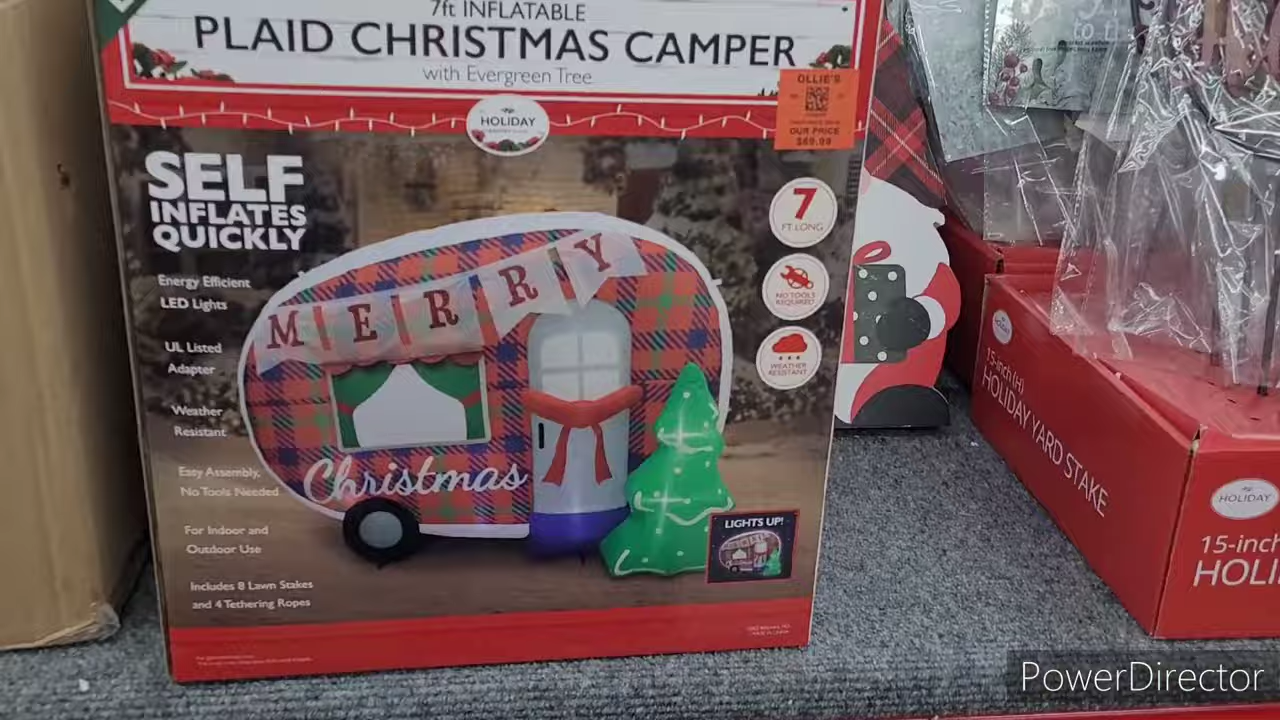 7ft INFLATABLE
PLAID CHRISTMAS CAMPER
with Evergreen Tree
OLLIE'S
OUR PRICE
$69.99
HOLIDAY
SELF
INFLATES
QUICKLY
Energy Efficient
LED Lights
UL Listed
Adapter
Weather
Resistant
Easy Assembly,
No Tools Needed
For Indoor and
Outdoor Use
Includes 8 Lawn Stakes
and 4 Tethering Ropes
7
FT LONG
NO TOOLS
REQUIRED
WEATHER
RESISTANT
MERRY
Christmas
LIGHTS UP!
HOLIDAY
15-inch (H)
HOLIDAY YARD STAKE
HOLIDAY
15-inch
HOLI
PowerDirector